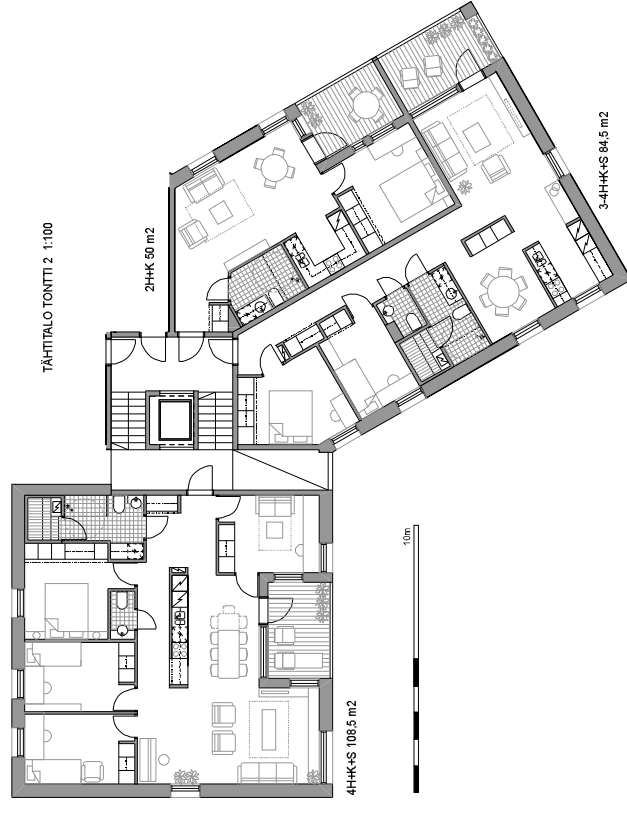 TÄHTITALO TONTTI 2 1:100
2H+K 50 m2
3-4H+K+S 84,5 m2
4H+K+S 108,5 m2
10m